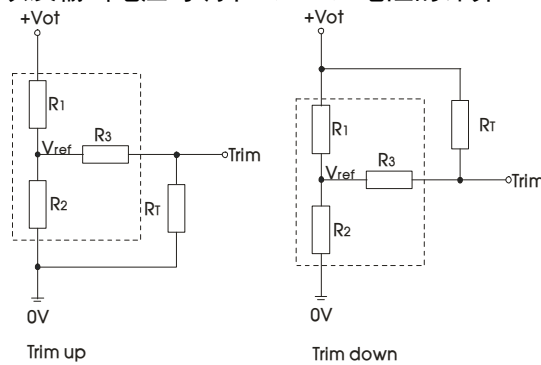 +Vot
R1
Vref
R3
Trim
R2
RT
0V
Trim up
+Vot
R1
RT
Vref
R3
Trim
R2
0V
Trim down